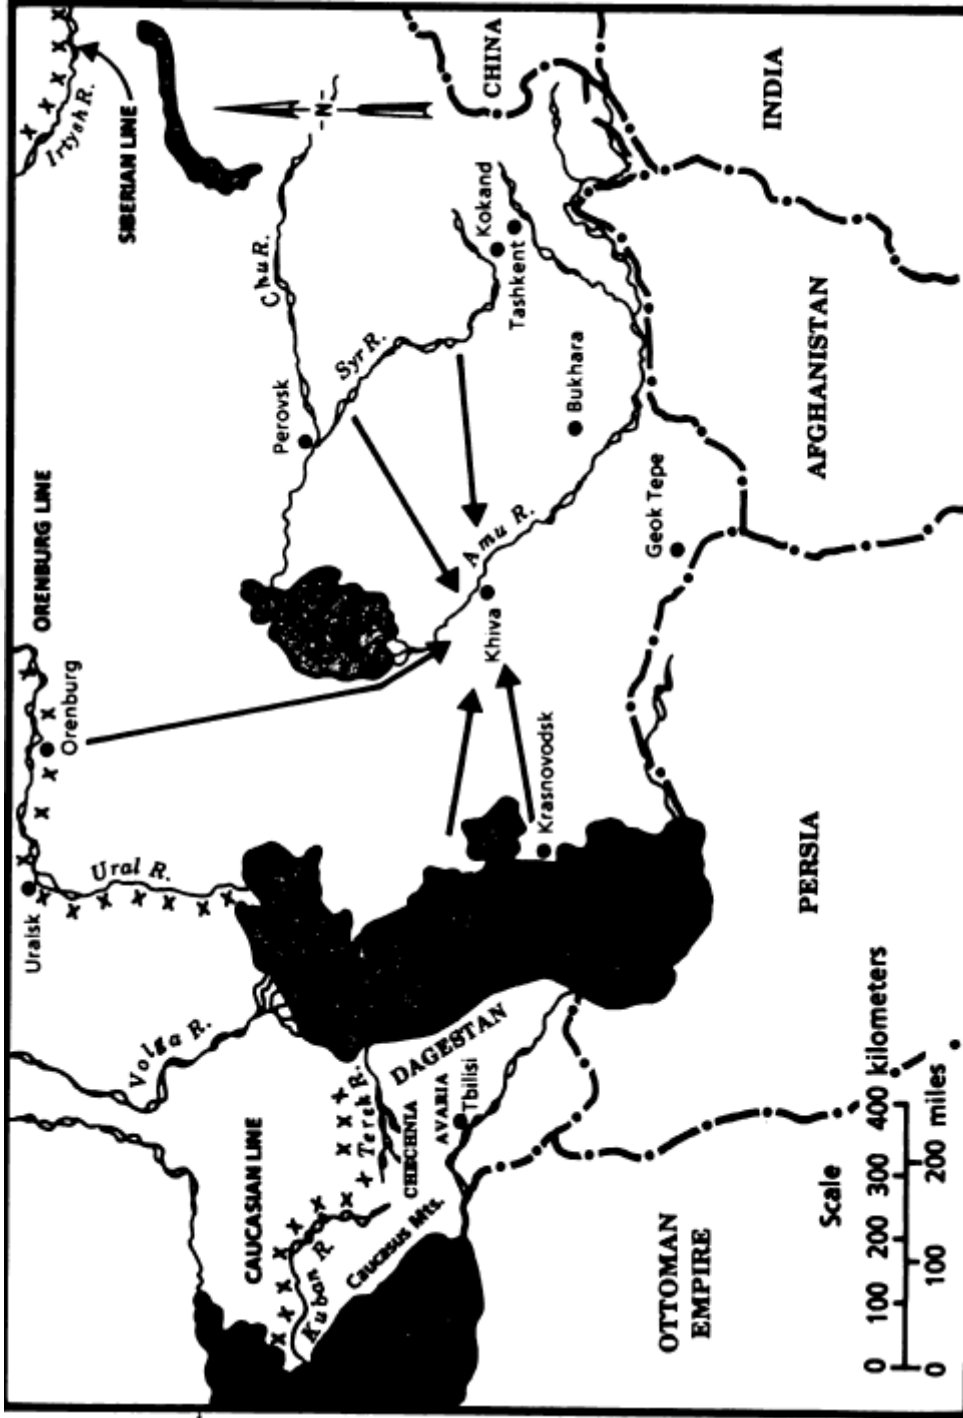 Irtysh R.
SIBERIAN LINE
ORENBURG LINE
Orenburg
Uralsk
Ural R.
Volga R.
CAUCASIAN LINE
Kuban R.
Terek R.
CHECHNIA
DAGESTAN
AVARIA
Tbilisi
Caucasus Mts.
Perovsk
Chu R.
Syr R.
-N-
CHINA
Kokand
Tashkent
Bukhara
Amu R.
Khiva
Krasnovodsk
Geok Tepe
INDIA
AFGHANISTAN
PERSIA
OTTOMAN
EMPIRE
Scale
0 100 200 300 400 kilometers
0 100 200 miles
x x x x x x x x x x x x x x x x x x x x x x x x x x x x x x